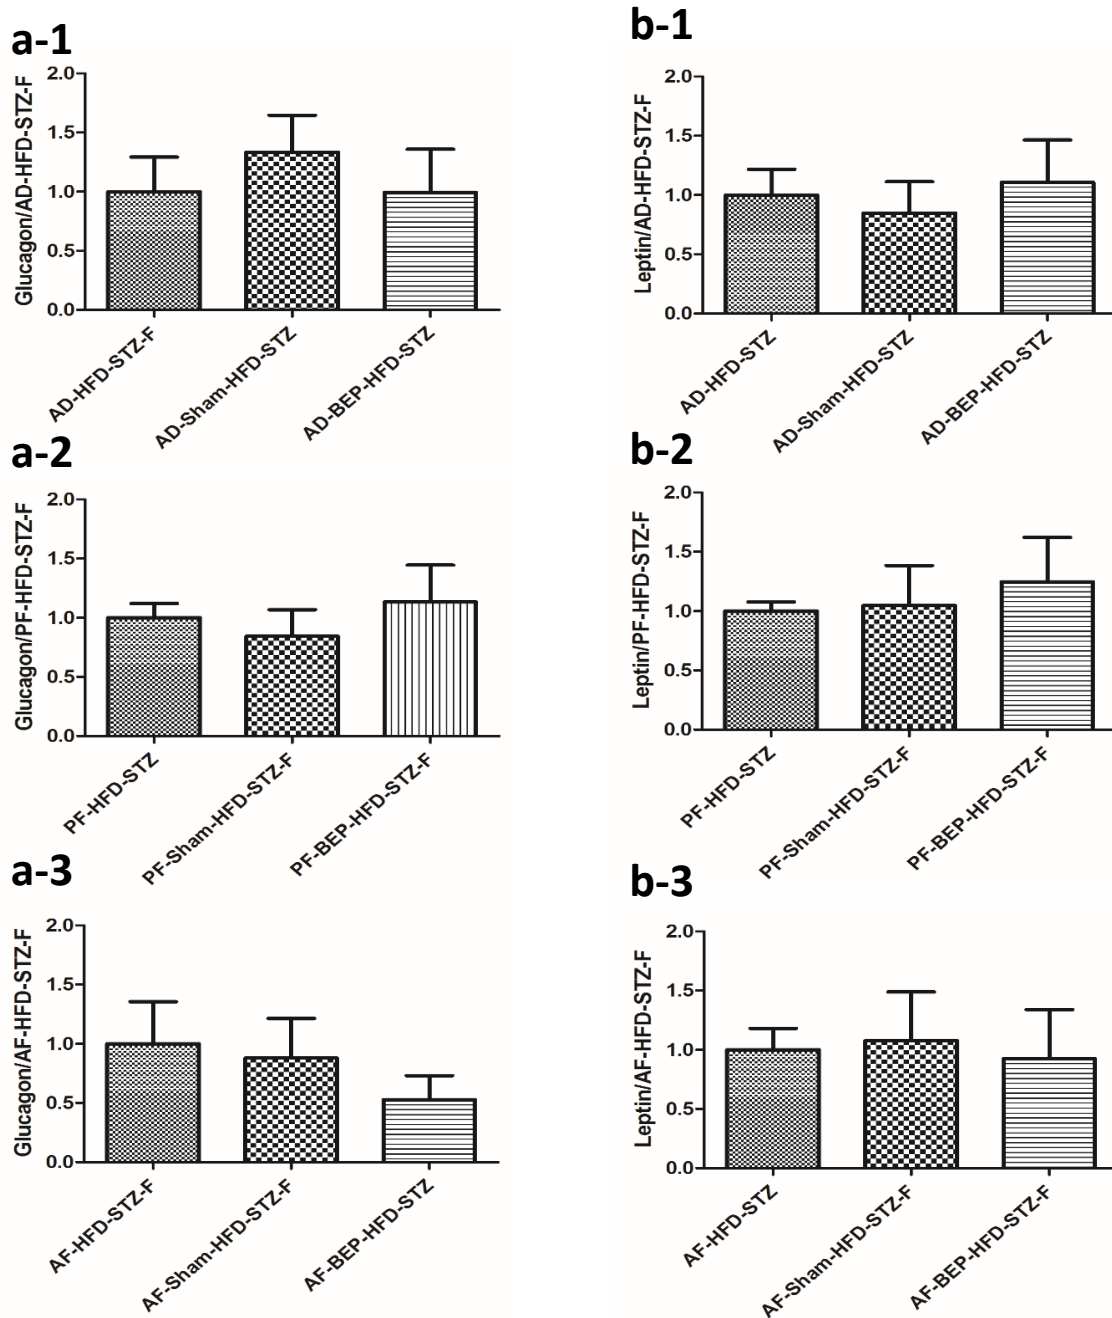 a-1
Glucagon/AD-HFD-STZ-F
2.0
1.5
1.0
0.5
0.0
AD-HFD-STZ-F
AD-Sham-HFD-STZ
AD-BEP-HFD-STZ
b-1
Leptin/AD-HFD-STZ-F
2.0
1.5
1.0
0.5
0.0
AD-HFD-STZ
AD-Sham-HFD-STZ
AD-BEP-HFD-STZ
a-2
Glucagon/PF-HFD-STZ-F
2.0
1.5
1.0
0.5
0.0
PF-HFD-STZ
PF-Sham-HFD-STZ-F
PF-BEP-HFD-STZ-F
b-2
Leptin/PF-HFD-STZ-F
2.0
1.5
1.0
0.5
0.0
PF-HFD-STZ
PF-Sham-HFD-STZ-F
PF-BEP-HFD-STZ-F
a-3
Glucagon/AF-HFD-STZ-F
2.0
1.5
1.0
0.5
0.0
AF-HFD-STZ-F
AF-Sham-HFD-STZ-F
AF-BEP-HFD-STZ
b-3
Leptin/AF-HFD-STZ-F
2.0
1.5
1.0
0.5
0.0
AF-HFD-STZ
AF-Sham-HFD-STZ-F
AF-BEP-HFD-STZ-F